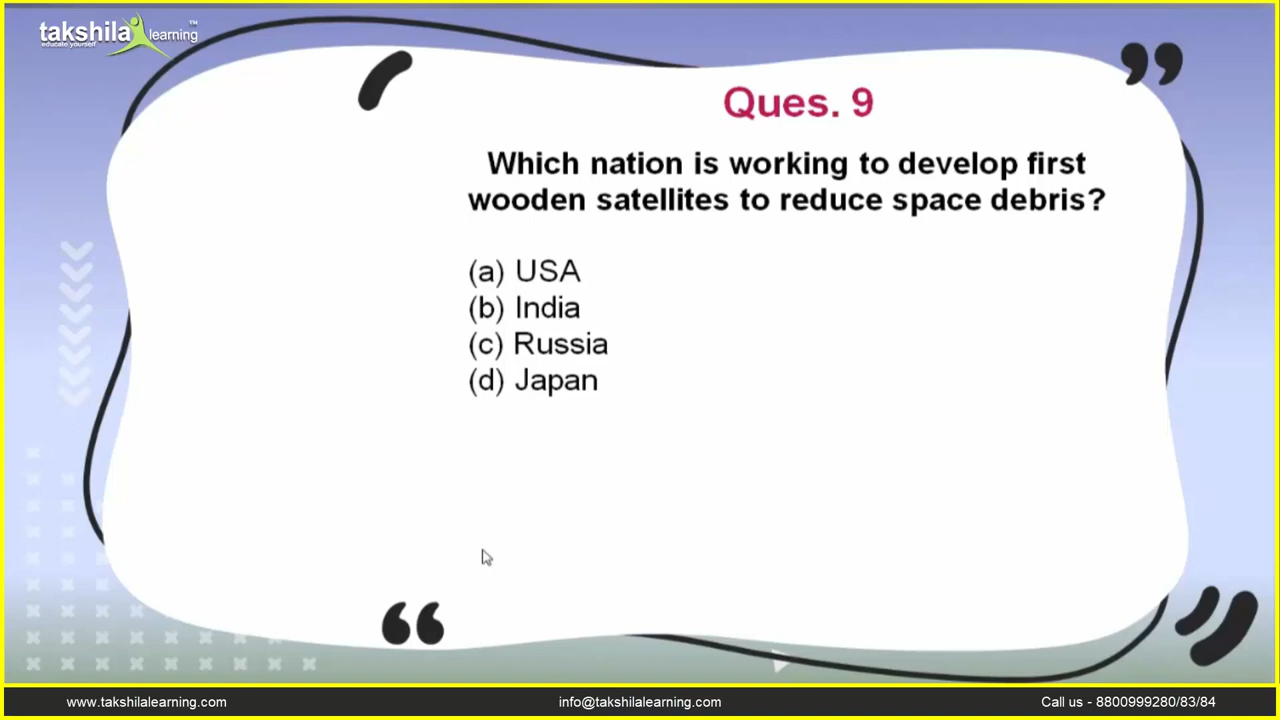 takshila learning™
educate yourself
Ques. 9
Which nation is working to develop first
wooden satellites to reduce space debris?
(a) USA
(b) India
(c) Russia
(d) Japan
www.takshilalearning.com
info@takshilalearning.com
Call us - 8800999280/83/84